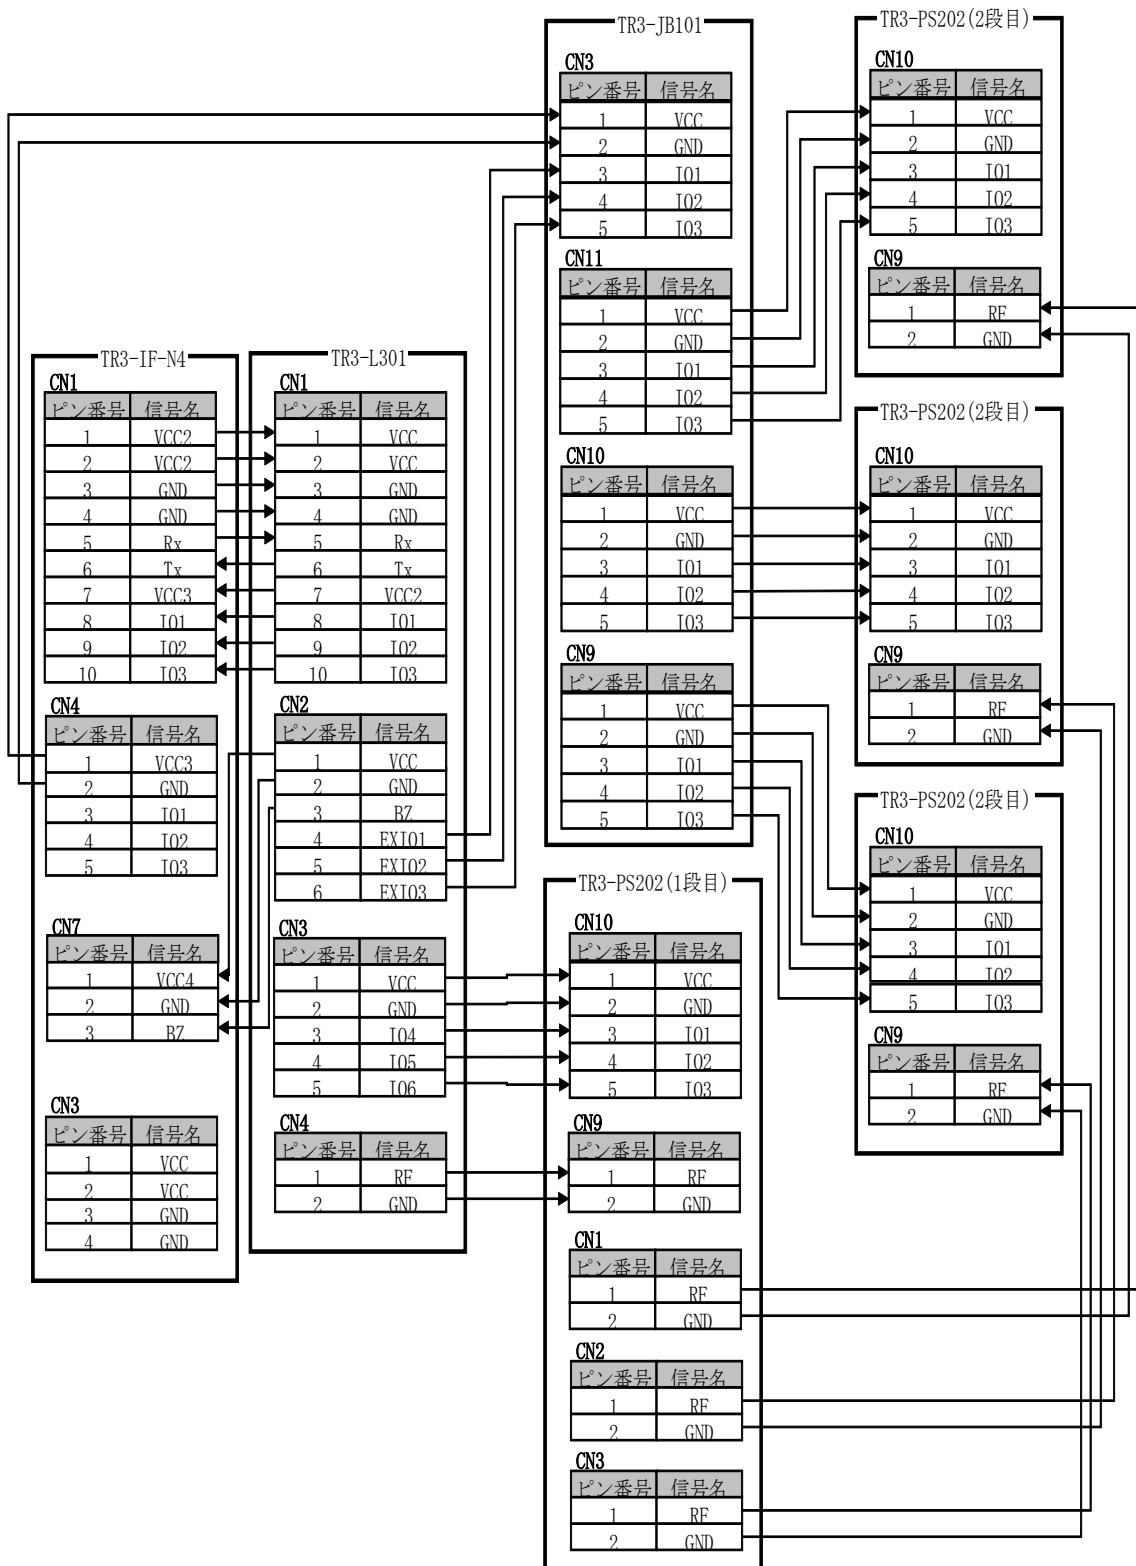 TR3-IF-N4
CN1
ピン番号 信号名
1 VCC2
2 VCC2
3 GND
4 GND
5 Rx
6 Tx
7 VCC3
8 IO1
9 IO2
10 IO3
CN4
ピン番号 信号名
1 VCC3
2 GND
3 IO1
4 IO2
5 IO3
CN7
ピン番号 信号名
1 VCC4
2 GND
3 BZ
CN3
ピン番号 信号名
1 VCC
2 VCC
3 GND
4 GND
TR3-L301
CN1
ピン番号 信号名
1 VCC
2 VCC
3 GND
4 GND
5 Rx
6 Tx
7 VCC2
8 IO1
9 IO2
10 IO3
CN2
ピン番号 信号名
1 VCC
2 GND
3 BZ
4 EXIO1
5 EXIO2
6 EXIO3
CN3
ピン番号 信号名
1 VCC
2 GND
3 IO4
4 IO5
5 IO6
CN4
ピン番号 信号名
1 RF
2 GND
TR3-JB101
CN3
ピン番号 信号名
1 VCC
2 GND
3 IO1
4 IO2
5 IO3
CN11
ピン番号 信号名
1 VCC
2 GND
3 IO1
4 IO2
5 IO3
CN10
ピン番号 信号名
1 VCC
2 GND
3 IO1
4 IO2
5 IO3
CN9
ピン番号 信号名
1 VCC
2 GND
3 IO1
4 IO2
5 IO3
TR3-PS202(1段目)
CN10
ピン番号 信号名
1 VCC
2 GND
3 IO1
4 IO2
5 IO3
CN9
ピン番号 信号名
1 RF
2 GND
CN1
ピン番号 信号名
1 RF
2 GND
CN2
ピン番号 信号名
1 RF
2 GND
CN3
ピン番号 信号名
1 RF
2 GND
TR3-PS202(2段目)
CN10
ピン番号 信号名
1 VCC
2 GND
3 IO1
4 IO2
5 IO3
CN9
ピン番号 信号名
1 RF
2 GND
TR3-PS202(2段目)
CN10
ピン番号 信号名
1 VCC
2 GND
3 IO1
4 IO2
5 IO3
CN9
ピン番号 信号名
1 RF
2 GND
TR3-PS202(2段目)
CN10
ピン番号 信号名
1 VCC
2 GND
3 IO1
4 IO2
5 IO3
CN9
ピン番号 信号名
1 RF
2 GND